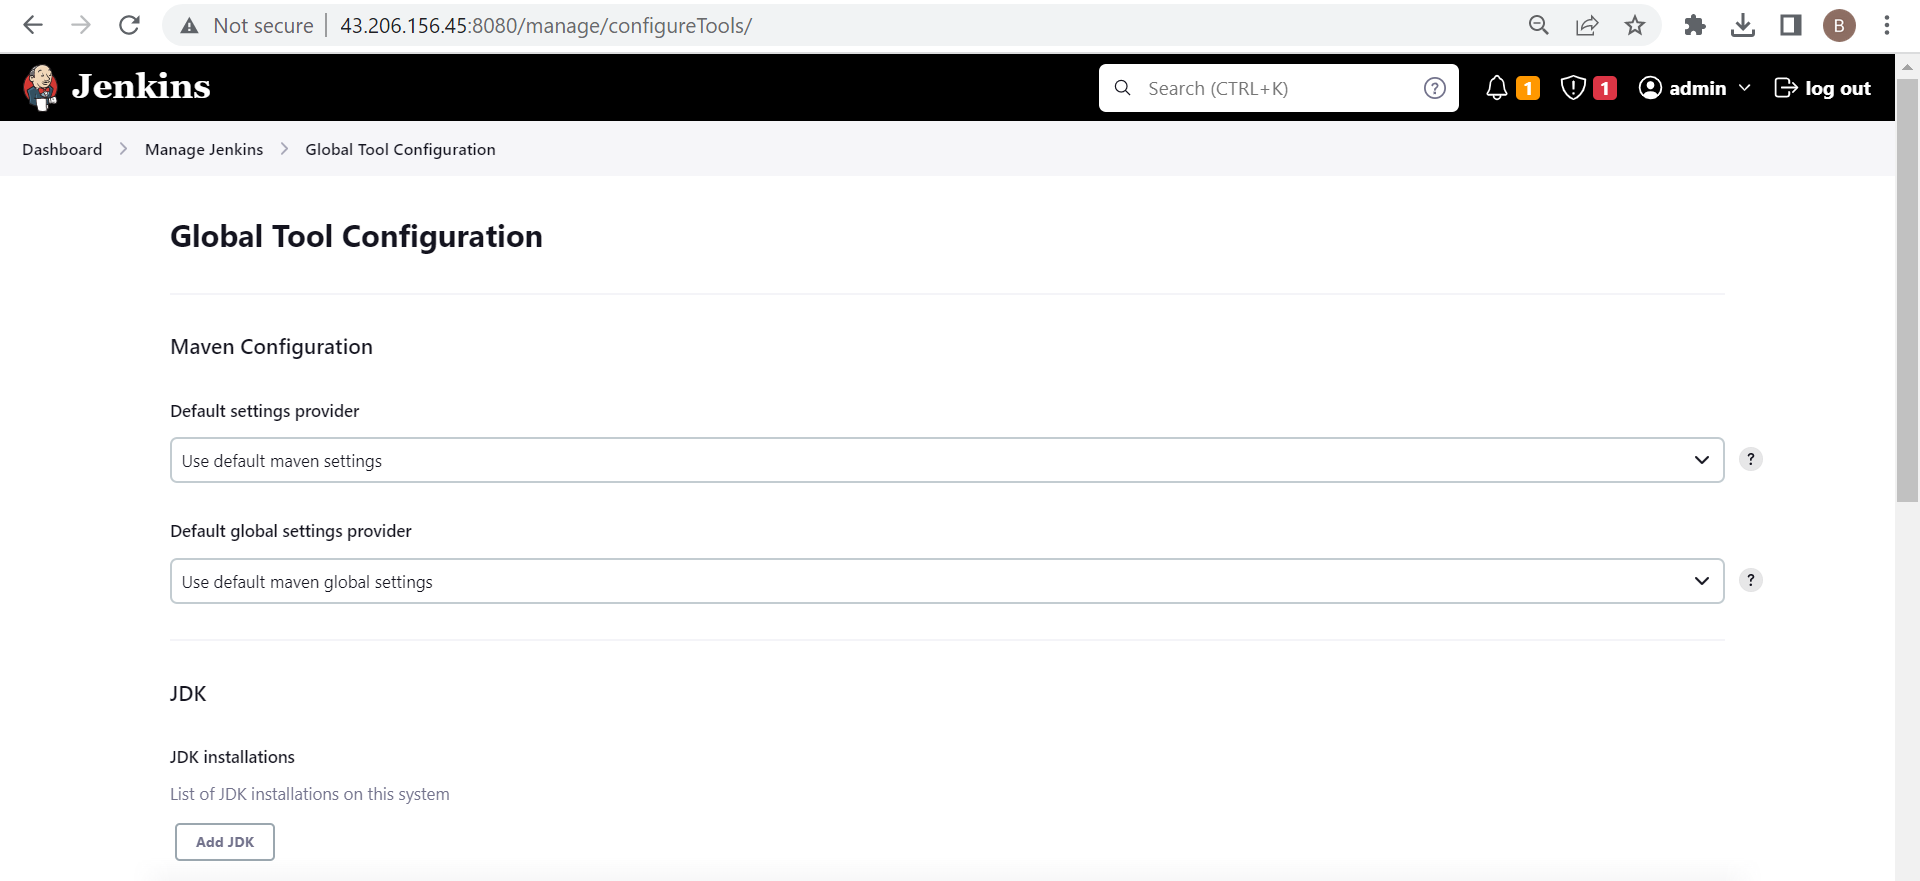 Not secure 43.206.156.45:8080/manage/configureTools/ B
Jenkins Search (CTRL+K) ? 1 1 admin log out
Dashboard Manage Jenkins Global Tool Configuration
Global Tool Configuration
Maven Configuration
Default settings provider
Use default maven settings ?
Default global settings provider
Use default maven global settings ?
JDK
JDK installations
List of JDK installations on this system
Add JDK